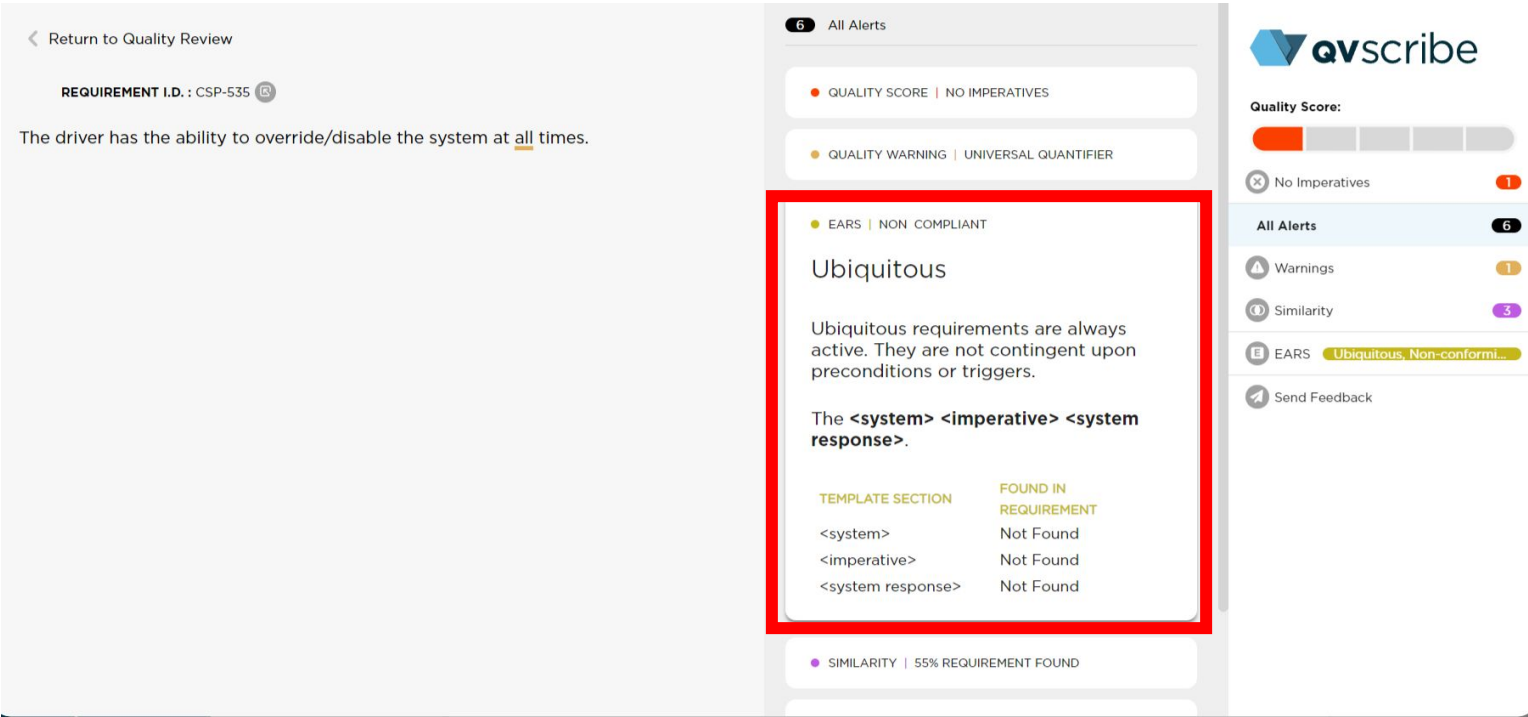 Return to Quality Review
REQUIREMENT I.D. : CSP-535
The driver has the ability to override/disable the system at all times.
6 All Alerts
QUALITY SCORE | NO IMPERATIVES
QUALITY WARNING | UNIVERSAL QUANTIFIER
EARS | NON COMPLIANT
Ubiquitous
Ubiquitous requirements are always
active. They are not contingent upon
preconditions or triggers.
The <system> <imperative> <system
response>.
TEMPLATE SECTION FOUND IN
REQUIREMENT
<system> Not Found
<imperative> Not Found
<system response> Not Found
SIMILARITY | 55% REQUIREMENT FOUND
qvscribe
Quality Score:
No Imperatives 1
All Alerts 6
Warnings 1
Similarity 3
E EARS Ubiquitous, Non-conformi...
Send Feedback